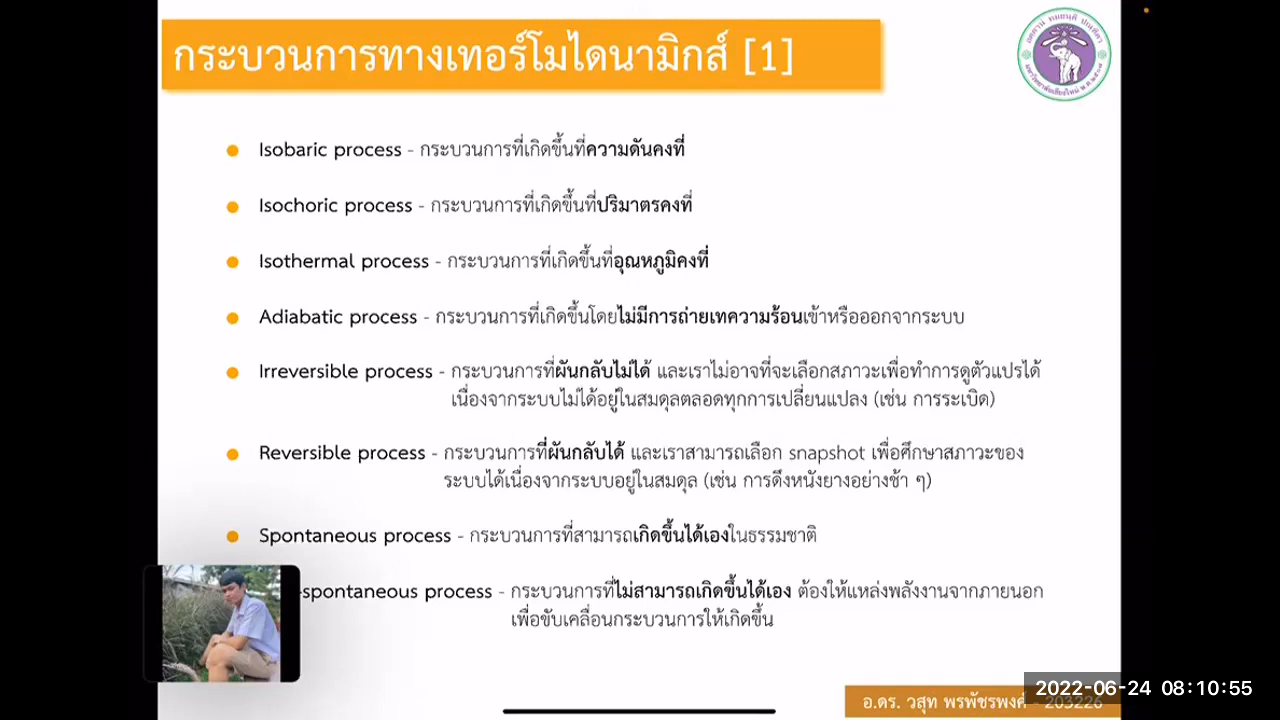 กระบวนการทางเทอร์โมไดนามิกส์ [1]
Isobaric process - กระบวนการที่เกิดขึ้นที่ความดันคงที่
Isochoric process - กระบวนการที่เกิดขึ้นที่ปริมาตรคงที่
Isothermal process - กระบวนการที่เกิดขึ้นที่อุณหภูมิคงที่
Adiabatic process - กระบวนการที่เกิดขึ้นโดยไม่มีการถ่ายเทความร้อนเข้าหรือออกจากระบบ
Irreversible process - กระบวนการที่ผันกลับไม่ได้ และเราไม่อาจที่จะเลือกสภาวะเพื่อทำการดูตัวแปรได้
เนื่องจากระบบไม่ได้อยู่ในสมดุลตลอดทุกการเปลี่ยนแปลง (เช่น การระเบิด)
Reversible process - กระบวนการที่ผันกลับได้ และเราสามารถเลือก snapshot เพื่อศึกษาสภาวะของ
ระบบได้เนื่องจากระบบอยู่ในสมดุล (เช่น การดึงหนังยางอย่างช้า ๆ)
Spontaneous process - กระบวนการที่สามารถเกิดขึ้นได้เองในธรรมชาติ
-spontaneous process - กระบวนการที่ไม่สามารถเกิดขึ้นได้เอง ต้องให้แหล่งพลังงานจากภายนอก
เพื่อขับเคลื่อนกระบวนการให้เกิดขึ้น
อ.ดร. วสุท พรพัชรพงศ์ - 203226
2022-06-24 08:10:55